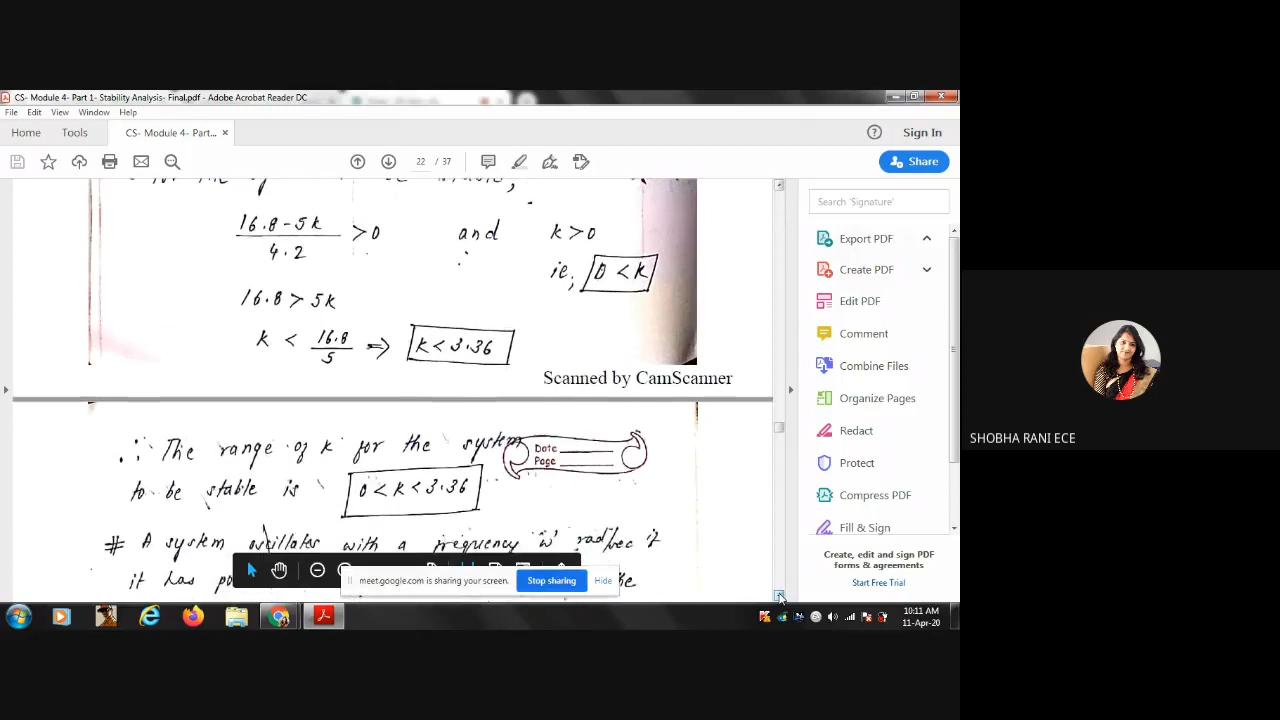 CS- Module 4- Part 1- Stability Analysis- Final.pdf - Adobe Acrobat Reader DC
File Edit View Window Help
Home Tools CS- Module 4- Part... × Sign In
22 / 37 Share
16.8-5k / 4.2 >0 and k>0
ie, 0 < k
16.8 > 5k
k < 16.8/5 => k < 3.36
Scanned by CamScanner
∴ The range of k for the system
Date
Page
to be stable is 0 < k < 3.36
# A system oscillates with a frequency 'ω' rad/sec if
it has
meet.google.com is sharing your screen. Stop sharing Hide
Search 'Signature'
Export PDF
Create PDF
Edit PDF
Comment
Combine Files
Organize Pages
Redact
Protect
Compress PDF
Fill & Sign
Create, edit and sign PDF
forms & agreements
Start Free Trial
10:11 AM
11-Apr-20
SHOBHA RANI ECE